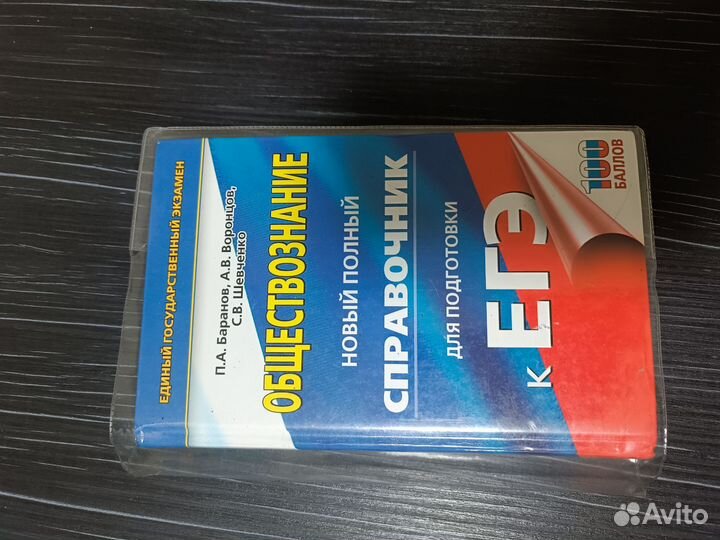 ЕДИНЫЙ ГОСУДАРСТВЕННЫЙ ЭКЗАМЕН
П.А. Баранов, А.В. Воронцов,
С.В. Шевченко
ОБЩЕСТВОЗНАНИЕ
НОВЫЙ ПОЛНЫЙ
СПРАВОЧНИК
ДЛЯ ПОДГОТОВКИ
К ЕГЭ
100
БАЛЛОВ
Avito